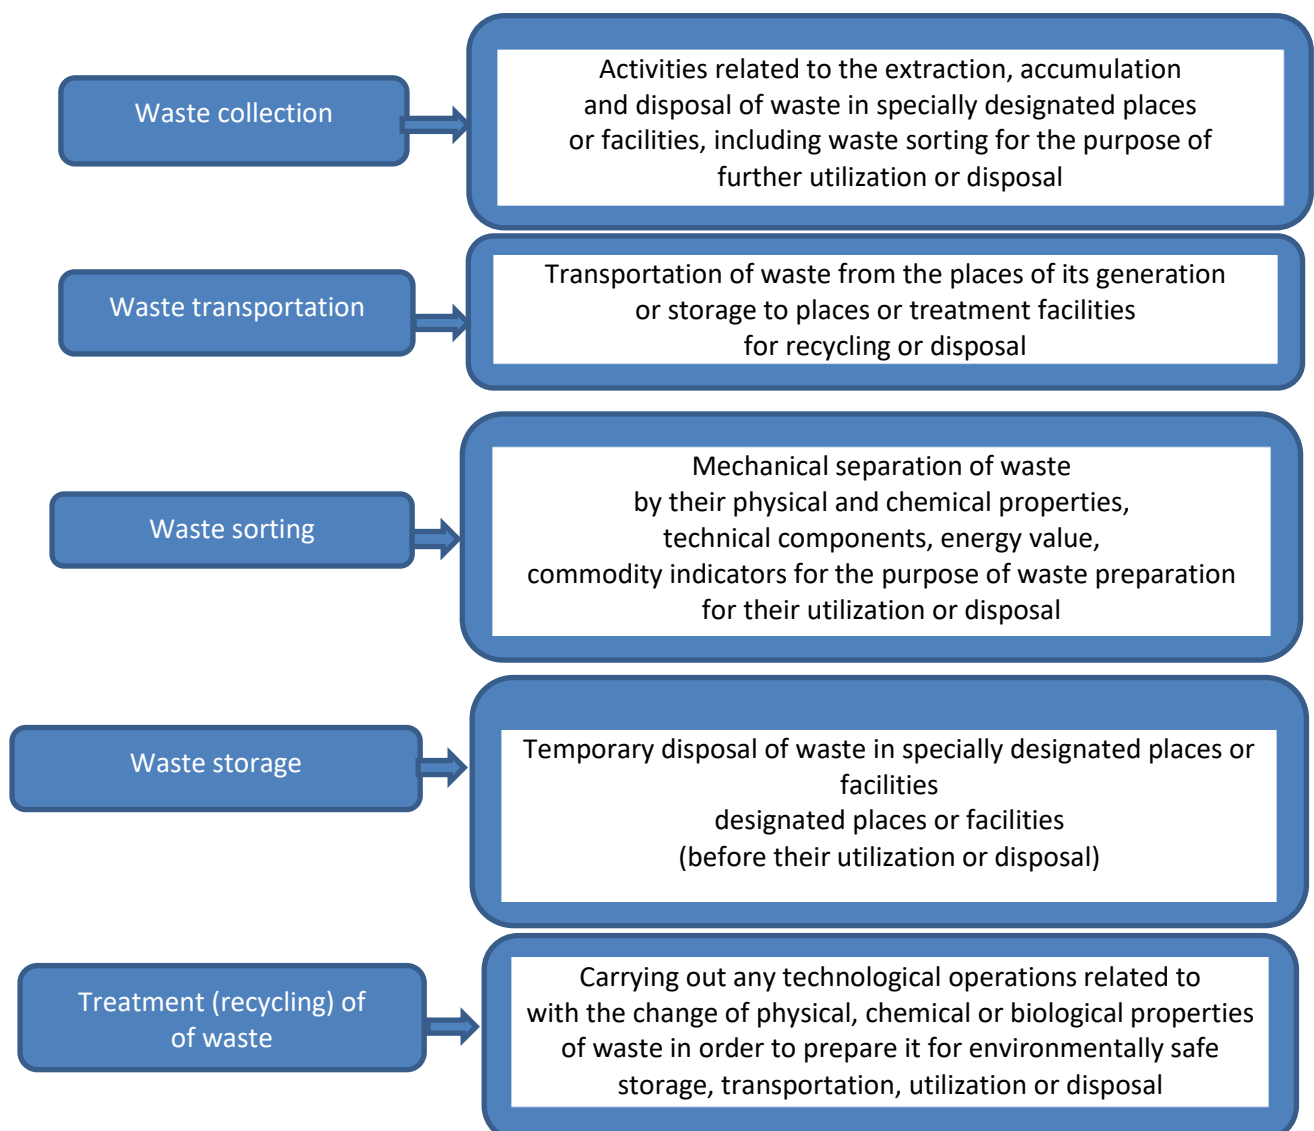 Waste collection
Activities related to the extraction, accumulation
and disposal of waste in specially designated places
or facilities, including waste sorting for the purpose of
further utilization or disposal
Waste transportation
Transportation of waste from the places of its generation
or storage to places or treatment facilities
for recycling or disposal
Waste sorting
Mechanical separation of waste
by their physical and chemical properties,
technical components, energy value,
commodity indicators for the purpose of waste preparation
for their utilization or disposal
Waste storage
Temporary disposal of waste in specially designated places or
facilities
designated places or facilities
(before their utilization or disposal)
Treatment (recycling) of
of waste
Carrying out any technological operations related to
with the change of physical, chemical or biological properties
of waste in order to prepare it for environmentally safe
storage, transportation, utilization or disposal